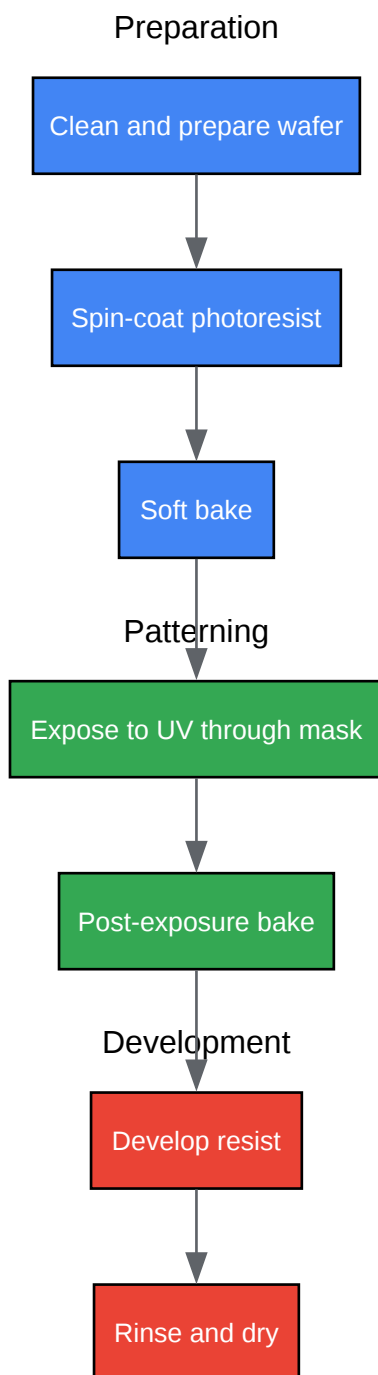 Preparation
Clean and prepare wafer
Spin-coat photoresist
Soft bake
Patterning
Expose to UV through mask
Post-exposure bake
Development
Develop resist
Rinse and dry